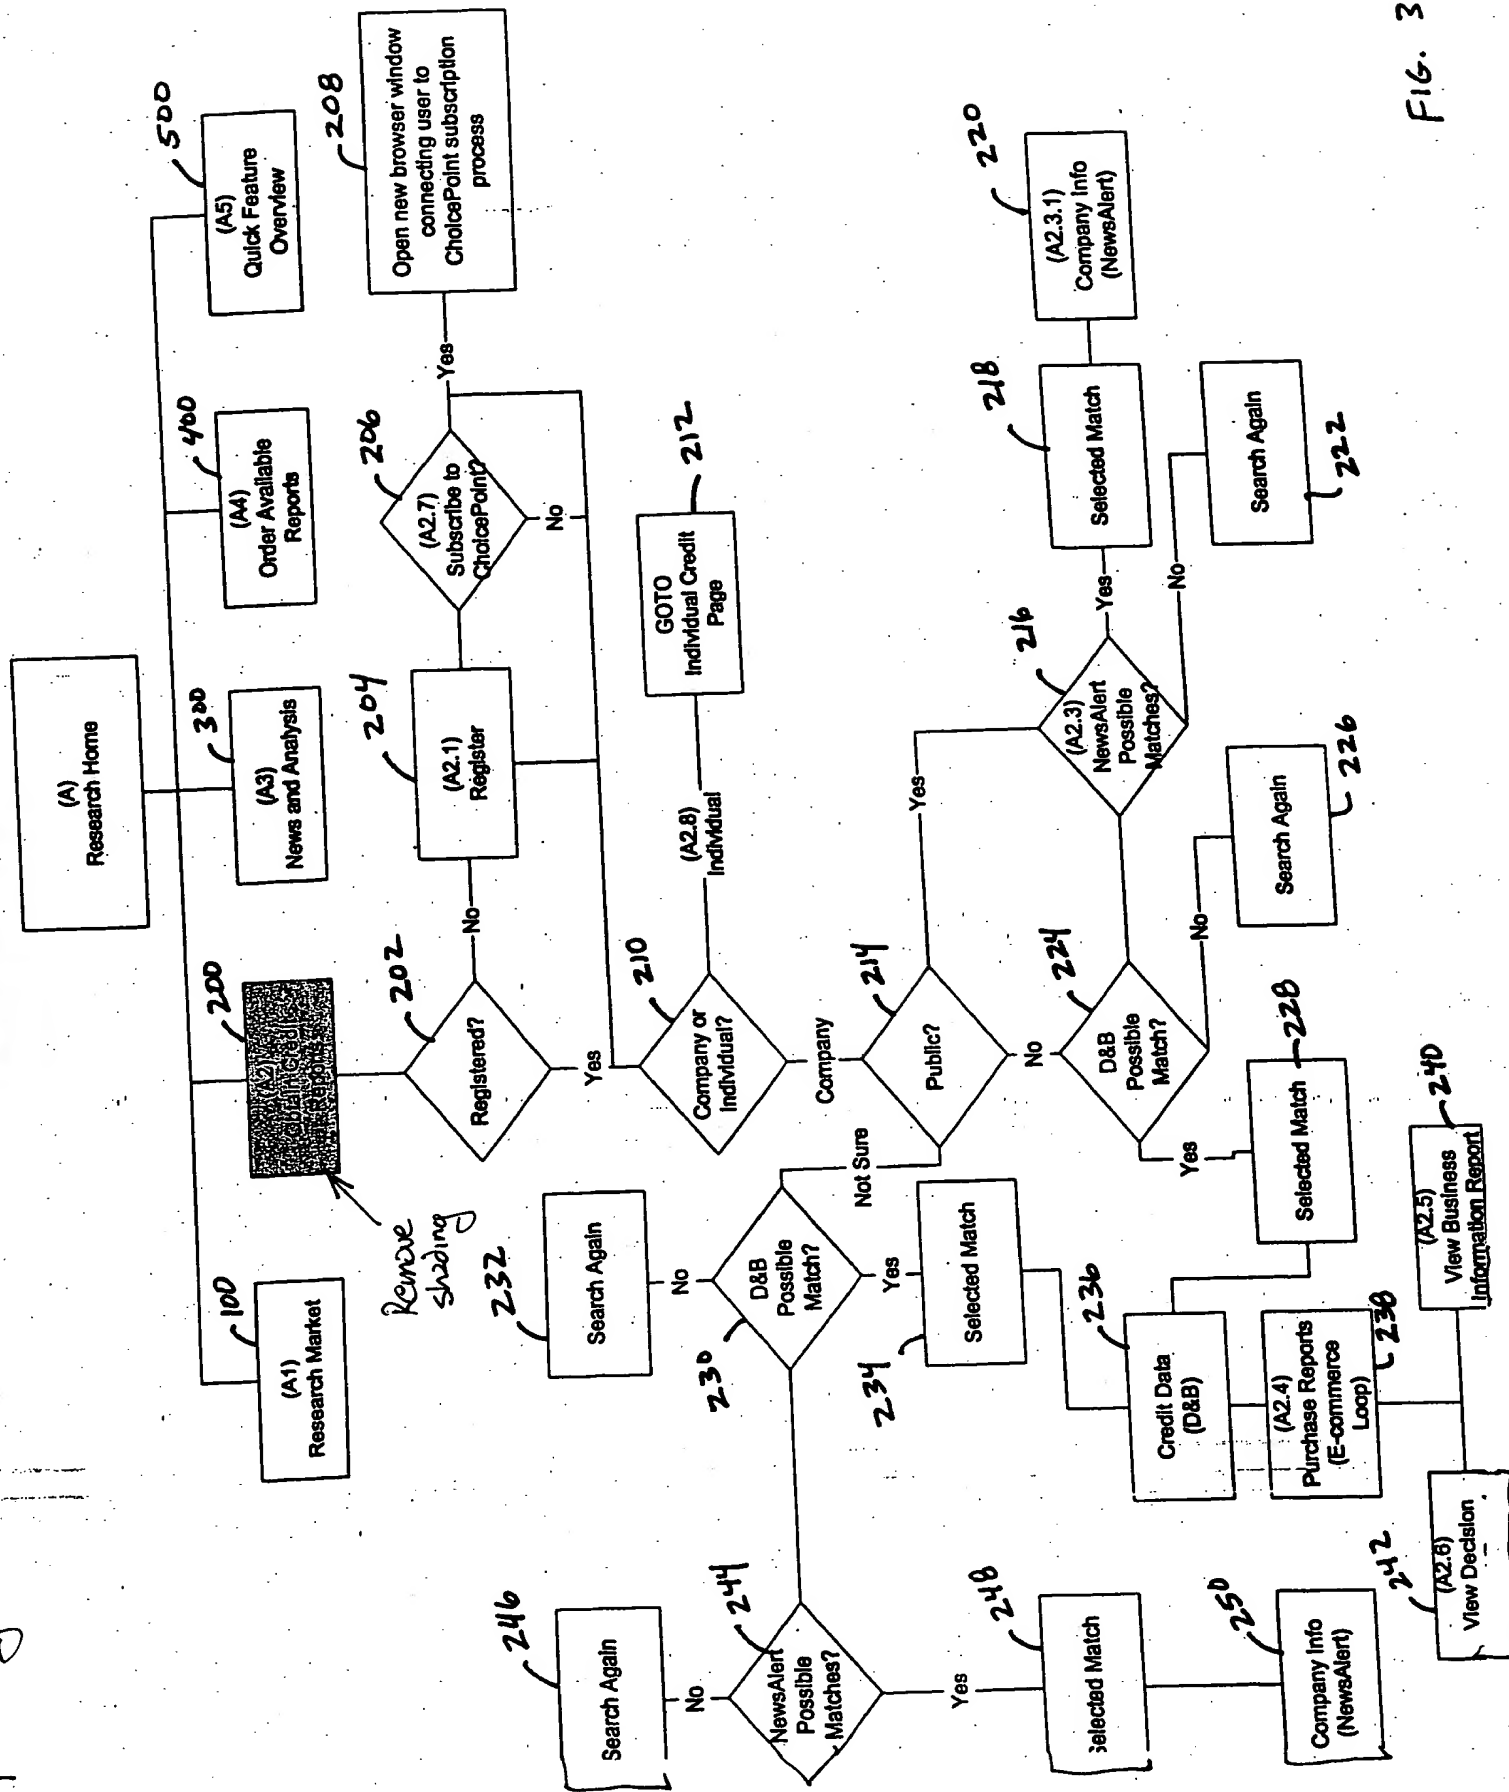 (A)
Research Home
100
(A1)
Research Market
200
(A2)
Obtain Credit
Reports
Remove
shading
300
(A3)
News and Analysis
400
(A4)
Order Available
Reports
500
(A5)
Quick Feature
Overview
202
Registered?
No
204
(A2.1)
Register
206
(A2.7)
Subscribe to
ChoicePoint?
Yes
No
208
Open new browser window
connecting user to
ChoicePoint subscription
process
Yes
210
Company or
Individual?
(A2.8)
Individual
212
GOTO
Individual Credit
Page
Company
214
Public?
Yes
Not Sure
No
246
Search Again
No
244
NewsAlert
Possible
Matches?
Yes
248
Selected Match
250
Company Info
(NewsAlert)
232
Search Again
No
230
D&B
Possible
Match?
Yes
234
Selected Match
224
D&B
Possible
Match?
Yes
No
228
Selected Match
226
Search Again
216
(A2.3)
NewsAlert
Possible
Matches?
Yes
No
218
Selected Match
220
(A2.3.1)
Company Info
(NewsAlert)
222
Search Again
236
Credit Data
(D&B)
(A2.4)
Purchase Reports
(E-commerce
Loop)
238
242
(A2.6)
View Decision
240
(A2.5)
View Business
Information Report
FIG. 3